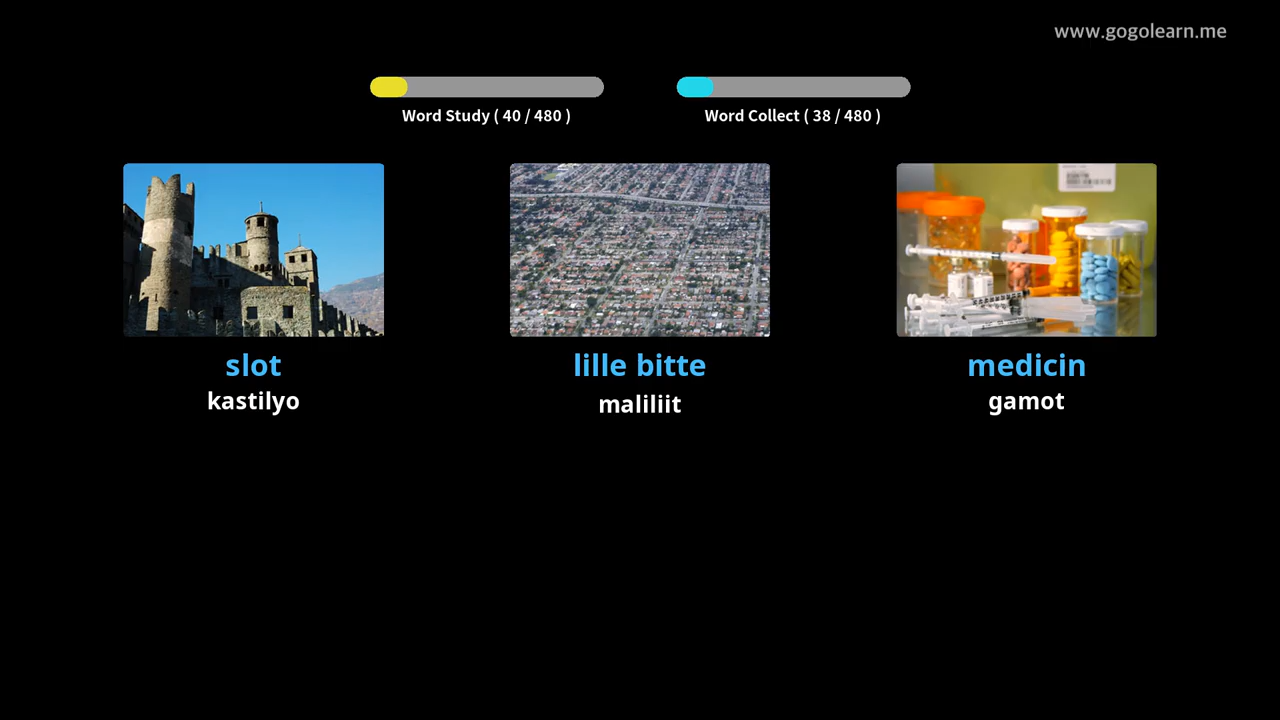 www.gogolearn.me
Word Study ( 40 / 480 )
Word Collect ( 38 / 480 )
slot
kastilyo
lille bitte
maliliit
medicin
gamot